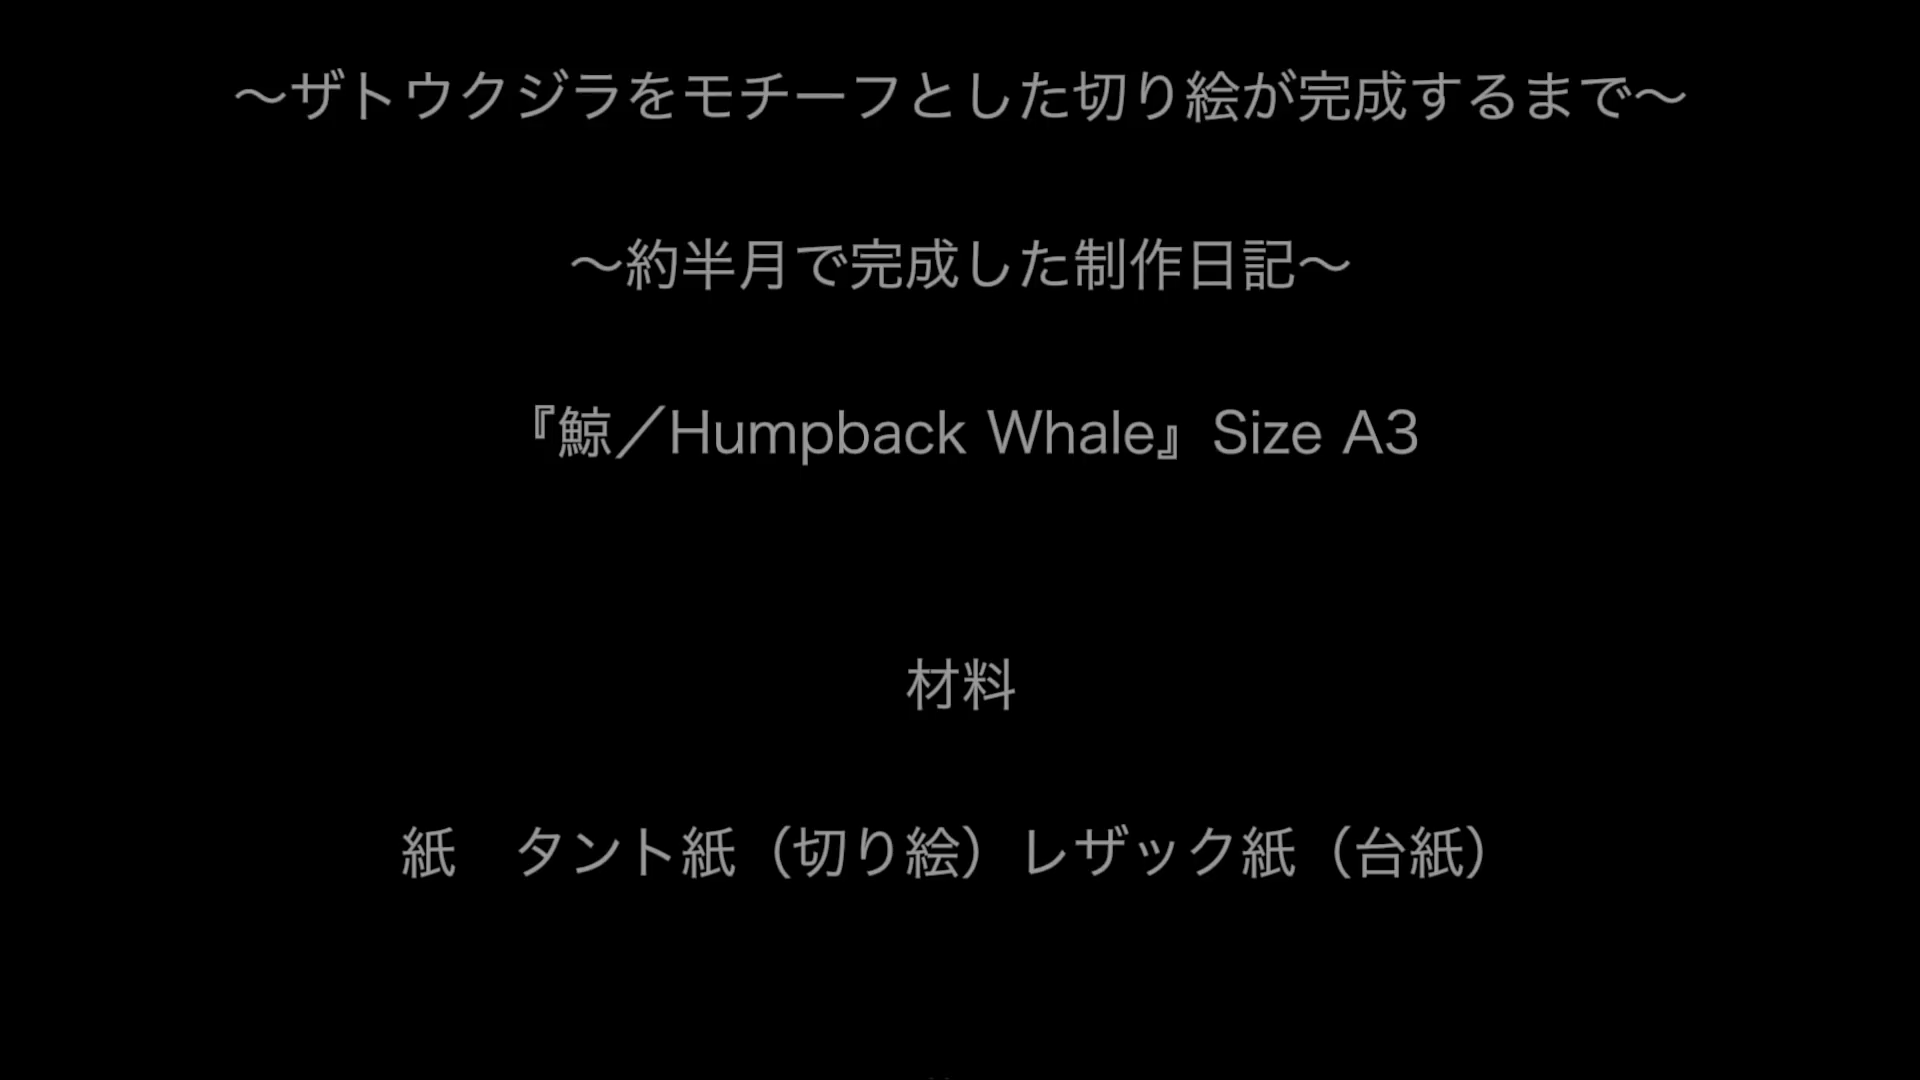 〜ザトウクジラをモチーフとした切り絵が完成するまで〜
〜約半月で完成した制作日記〜
『鯨／Humpback Whale』Size A3
材料
紙　タント紙（切り絵）レザック紙（台紙）